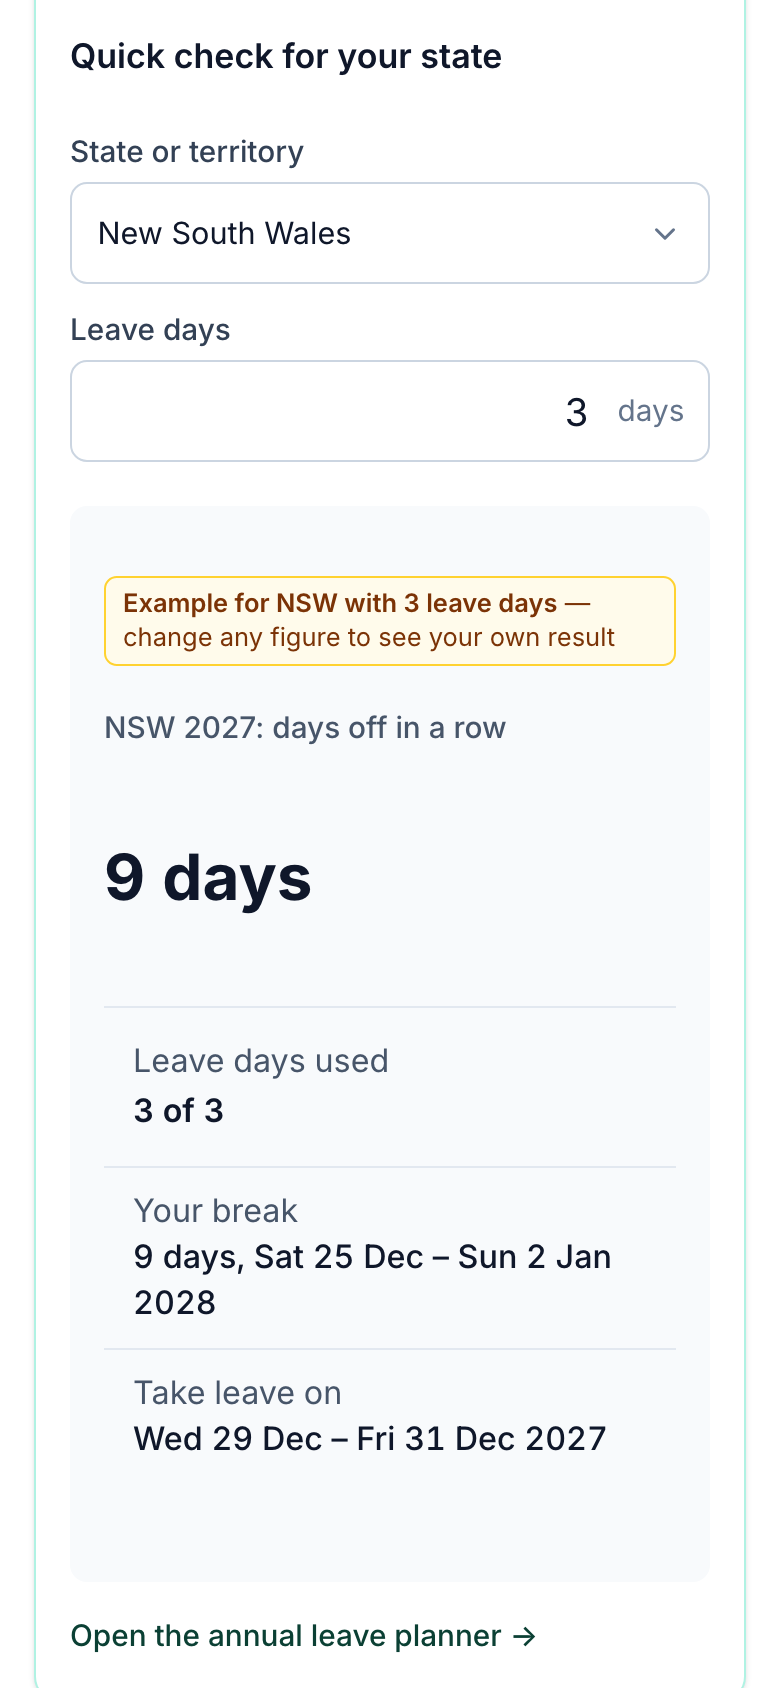 Quick check for your state
State or territory
New South Wales
Leave days
3 days
Example for NSW with 3 leave days —
change any figure to see your own result
NSW 2027: days off in a row
9 days
Leave days used
3 of 3
Your break
9 days, Sat 25 Dec – Sun 2 Jan
2028
Take leave on
Wed 29 Dec – Fri 31 Dec 2027
Open the annual leave planner →